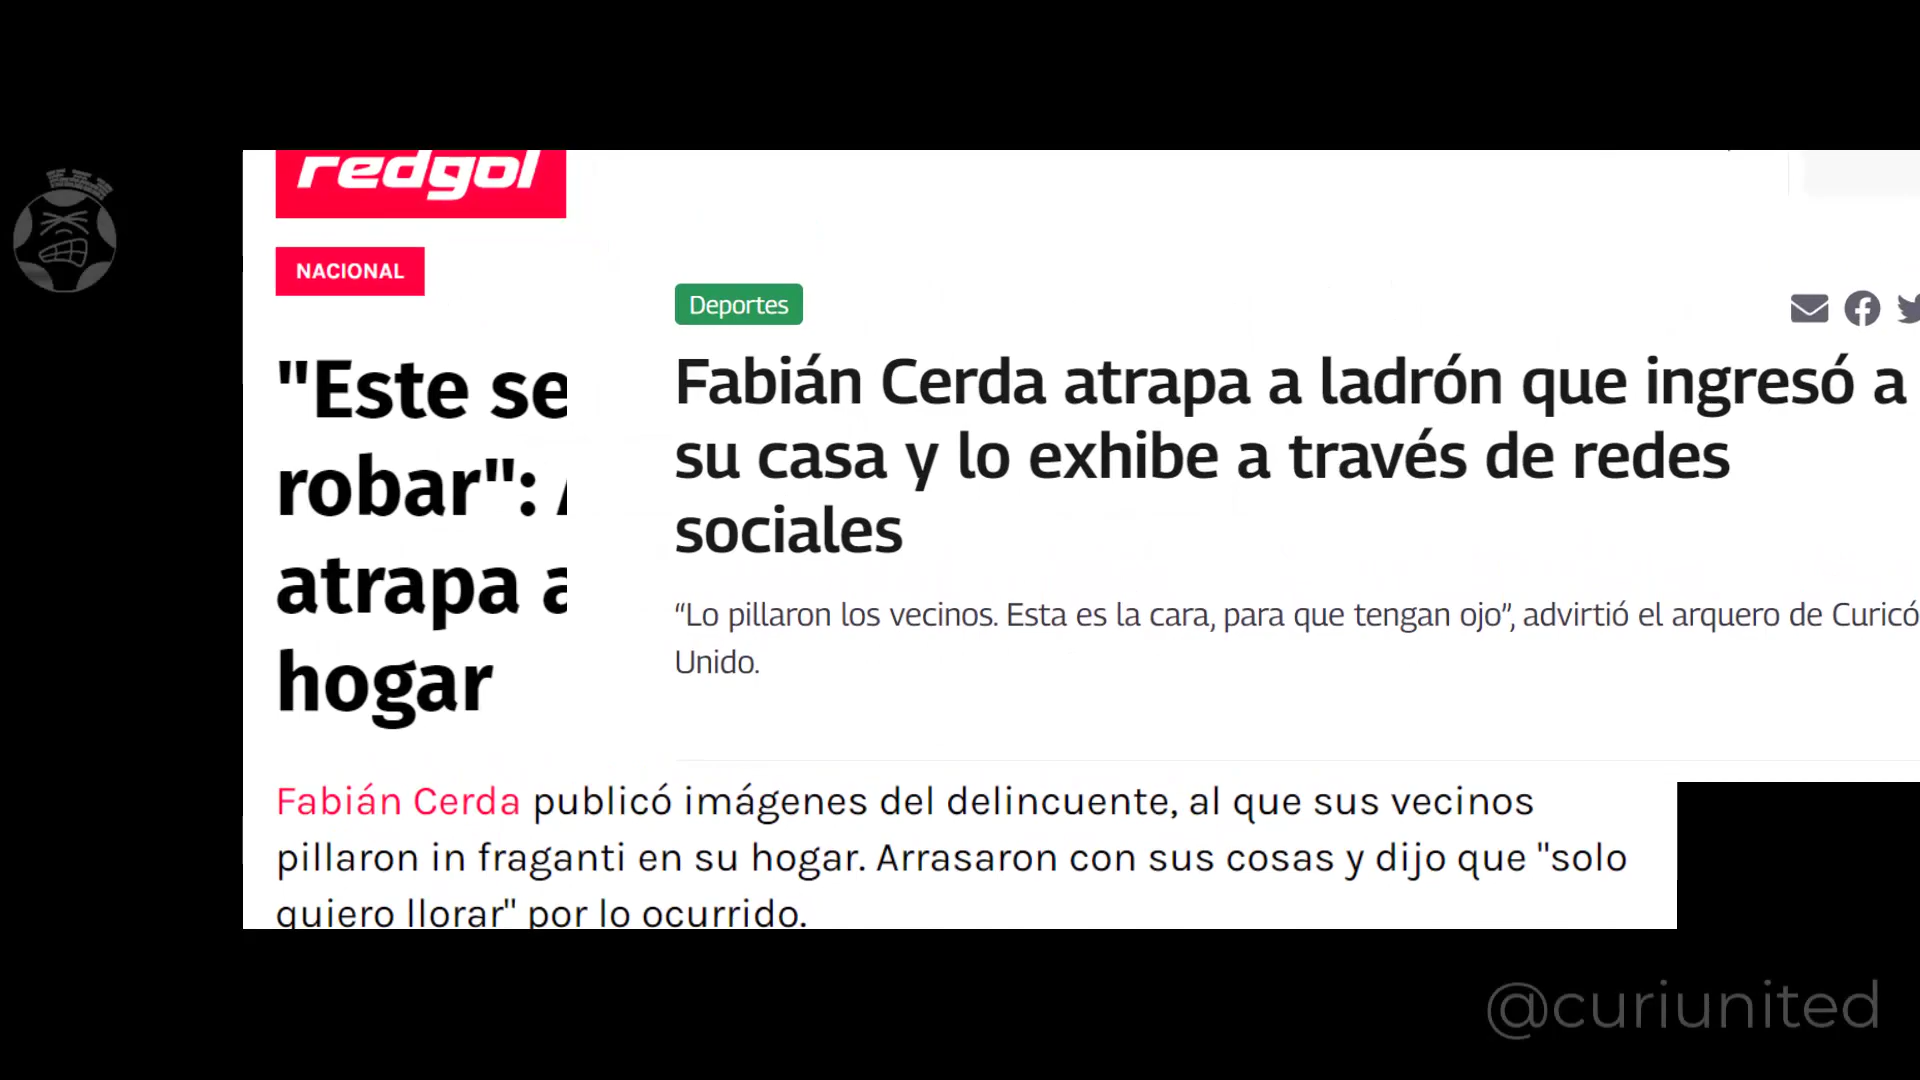 redgol
NACIONAL
"Este se
robar":
atrapa a
hogar
Deportes
Fabián Cerda atrapa a ladrón que ingresó a
su casa y lo exhibe a través de redes
sociales
“Lo pillaron los vecinos. Esta es la cara, para que tengan ojo”, advirtió el arquero de Curicó
Unido.
Fabián Cerda publicó imágenes del delincuente, al que sus vecinos
pillaron in fraganti en su hogar. Arrasaron con sus cosas y dijo que "solo
quiero llorar" por lo ocurrido.
@curiunited